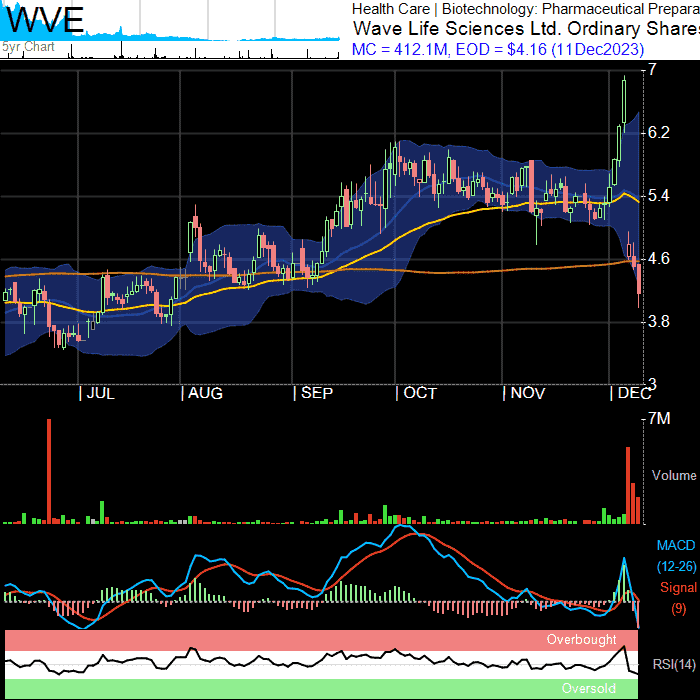 WVE
5yr Chart
Health Care | Biotechnology: Pharmaceutical Prepara
Wave Life Sciences Ltd. Ordinary Shares
MC = 412.1M, EOD = $4.16 (11Dec2023)
7
6.2
5.4
4.6
3.8
3
JUL AUG SEP OCT NOV DEC
7M
Volume
MACD
(12-26)
Signal
(9)
Overbought
RSI(14)
Oversold